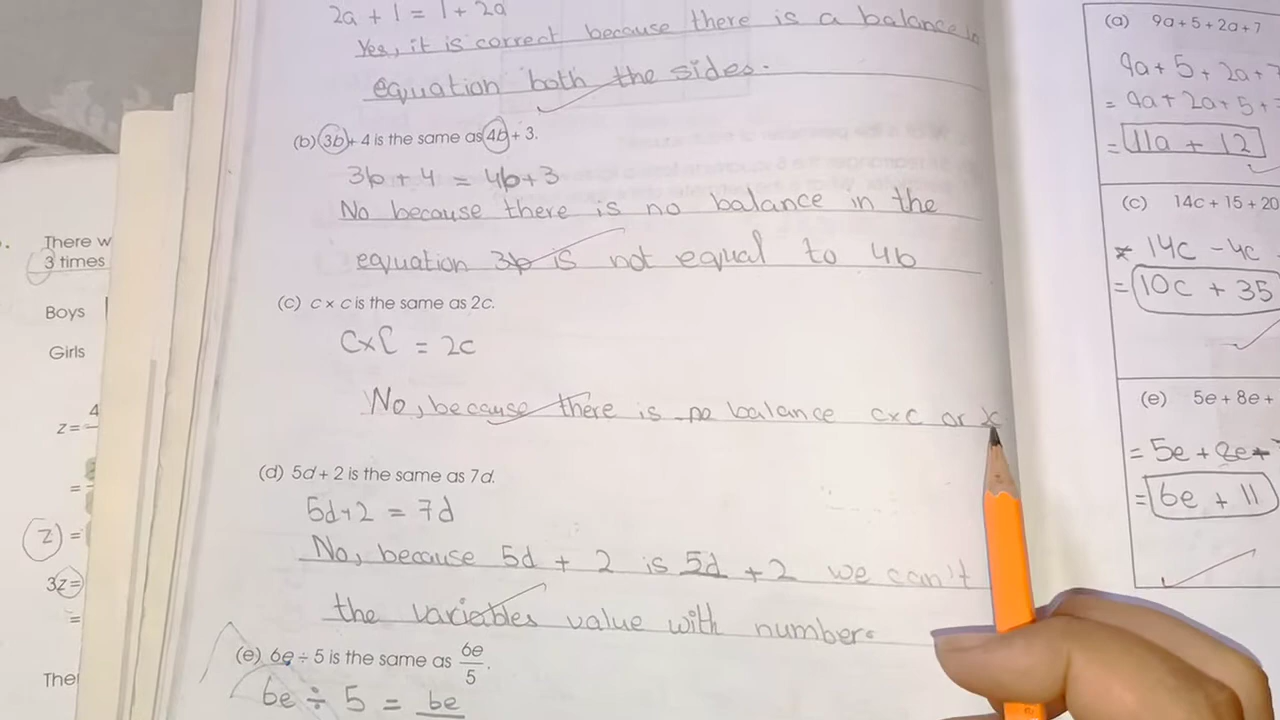 2a + 1 = 1 + 2a
Yes, it is correct because there is a balance in
equation both the sides.
(b) 3b + 4 is the same as 4b + 3.
3b + 4 = 4b + 3
No because there is no balance in the
equation 3b is not equal to 4b
(c) c × c is the same as 2c.
C×C = 2c
No, because there is no balance c×c or
(d) 5d + 2 is the same as 7d.
5d+2 = 7d
No, because 5d + 2 is 5d + 2 we can't
the variables value with number.
(e) 6e ÷ 5 is the same as 6e/5.
6e ÷ 5 = 6e
There w
3 times
Boys
Girls
4
z =
=
z) =
3z =
=
The
(a) 9a + 5 + 2a + 7
9a + 5 + 2a + 7
= 9a + 2a + 5 +
= 11a + 12
(c) 14c + 15 + 20
14c - 4c
= 10c + 35
(e) 5e + 8e +
= 5e + 8e +
= 6e + 11